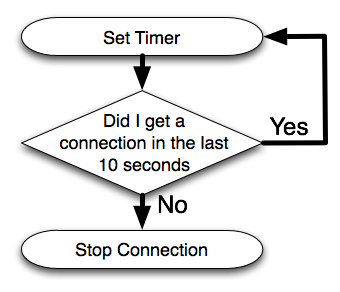 Set Timer
Did I get a
connection in the last
10 seconds
Yes
No
Stop Connection